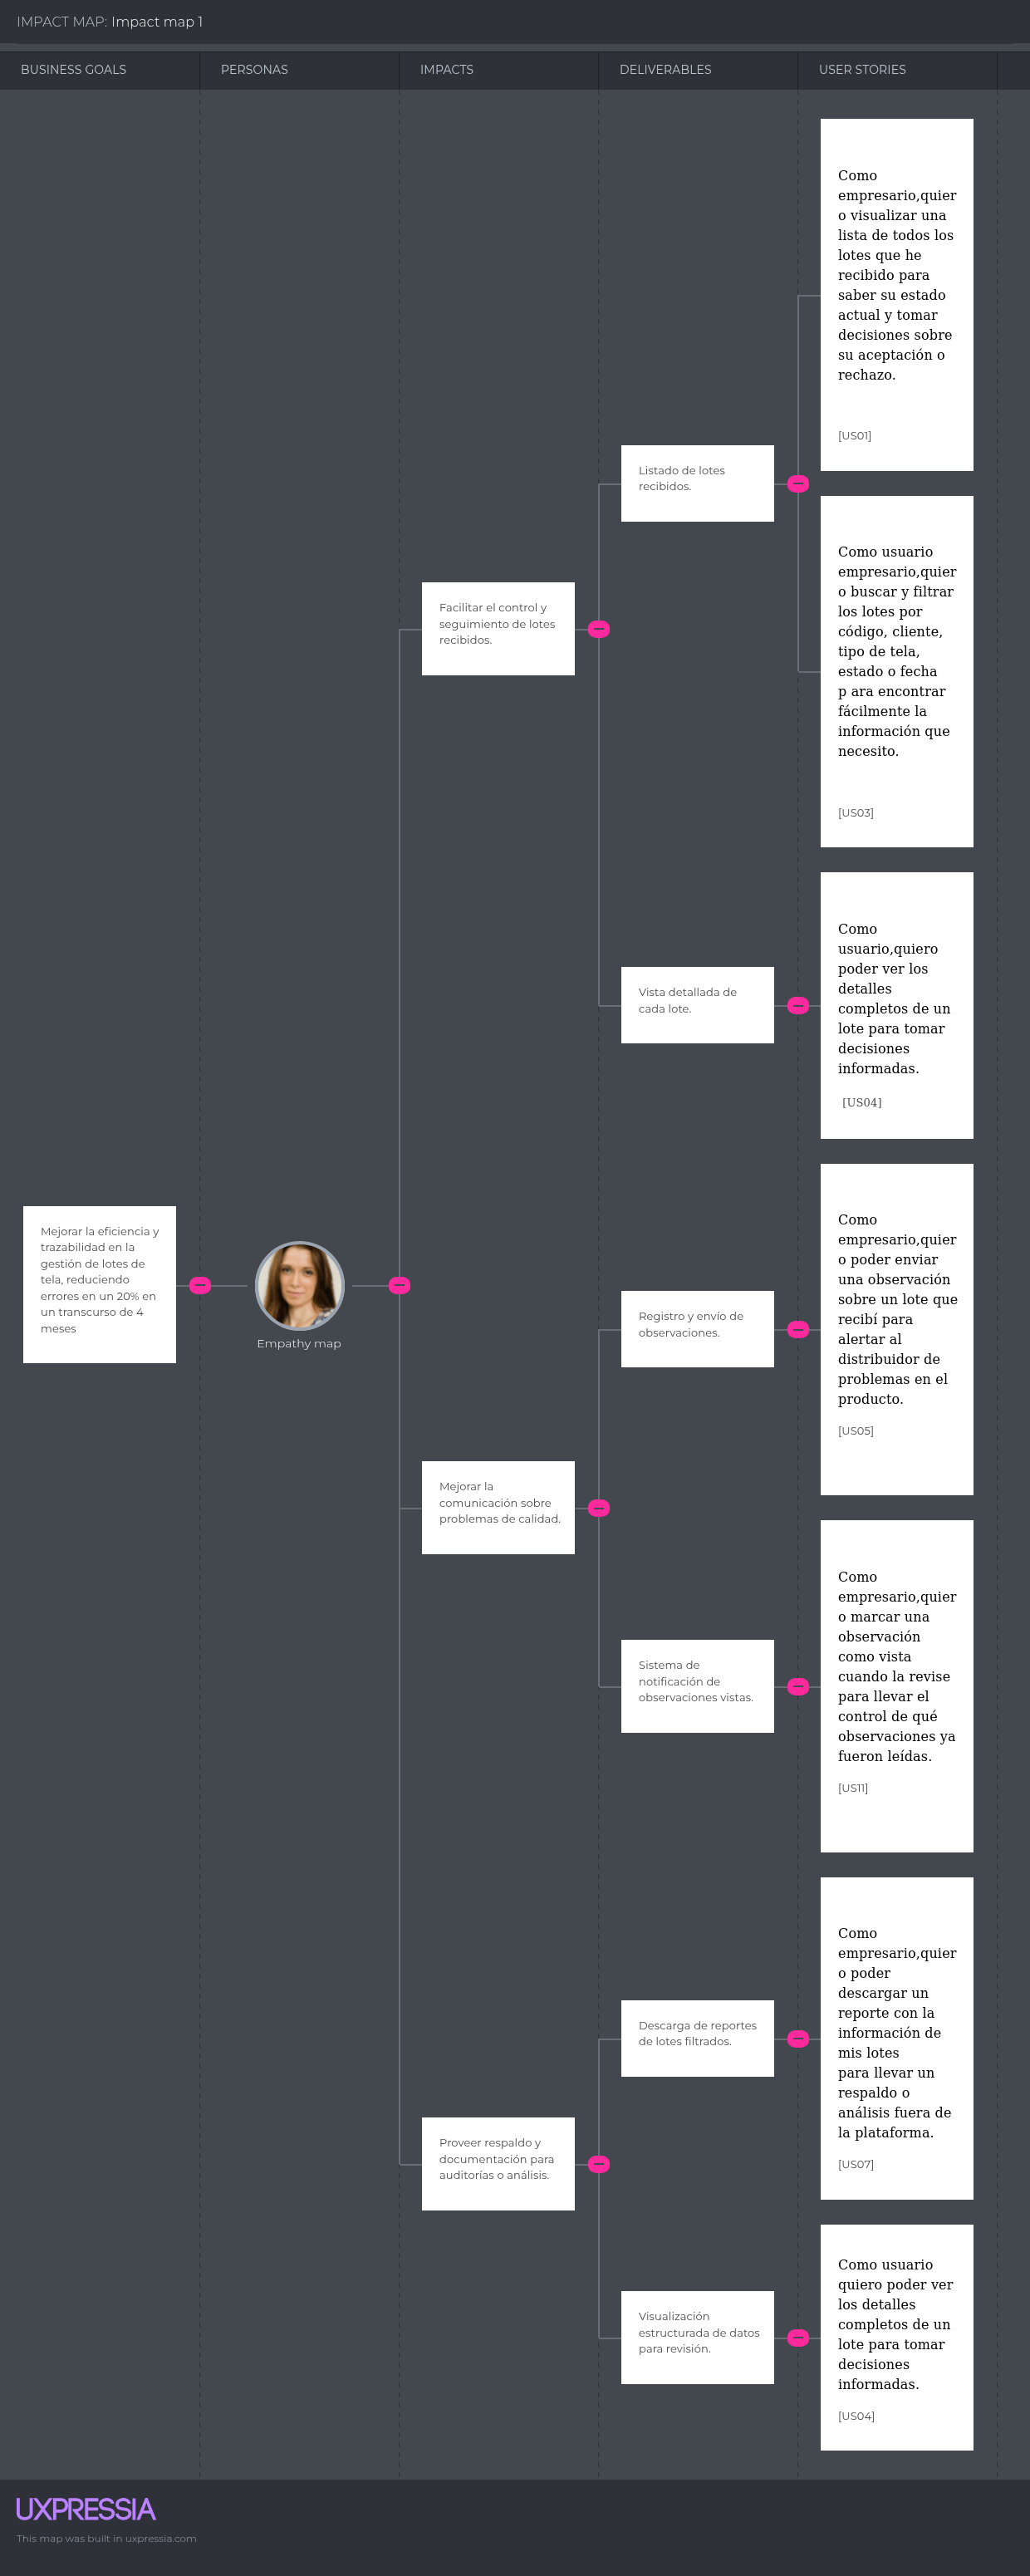 IMPACT MAP: Impact map 1
BUSINESS GOALS
PERSONAS
IMPACTS
DELIVERABLES
USER STORIES
Mejorar la eficiencia y
trazabilidad en la
gestión de lotes de
tela, reduciendo
errores en un 20% en
un transcurso de 4
meses
Empathy map
Facilitar el control y
seguimiento de lotes
recibidos.
Listado de lotes
recibidos.
Como
empresario,quier
o visualizar una
lista de todos los
lotes que he
recibido para
saber su estado
actual y tomar
decisiones sobre
su aceptación o
rechazo.
[US01]
Como usuario
empresario,quier
o buscar y filtrar
los lotes por
código, cliente,
tipo de tela,
estado o fecha
p ara encontrar
fácilmente la
información que
necesito.
[US03]
Vista detallada de
cada lote.
Como
usuario,quiero
poder ver los
detalles
completos de un
lote para tomar
decisiones
informadas.
[US04]
Mejorar la
comunicación sobre
problemas de calidad.
Registro y envío de
observaciones.
Como
empresario,quier
o poder enviar
una observación
sobre un lote que
recibí para
alertar al
distribuidor de
problemas en el
producto.
[US05]
Sistema de
notificación de
observaciones vistas.
Como
empresario,quier
o marcar una
observación
como vista
cuando la revise
para llevar el
control de qué
observaciones ya
fueron leídas.
[US11]
Proveer respaldo y
documentación para
auditorías o análisis.
Descarga de reportes
de lotes filtrados.
Como
empresario,quier
o poder
descargar un
reporte con la
información de
mis lotes
para llevar un
respaldo o
análisis fuera de
la plataforma.
[US07]
Visualización
estructurada de datos
para revisión.
Como usuario
quiero poder ver
los detalles
completos de un
lote para tomar
decisiones
informadas.
[US04]
UXPRESSIA
This map was built in uxpressia.com